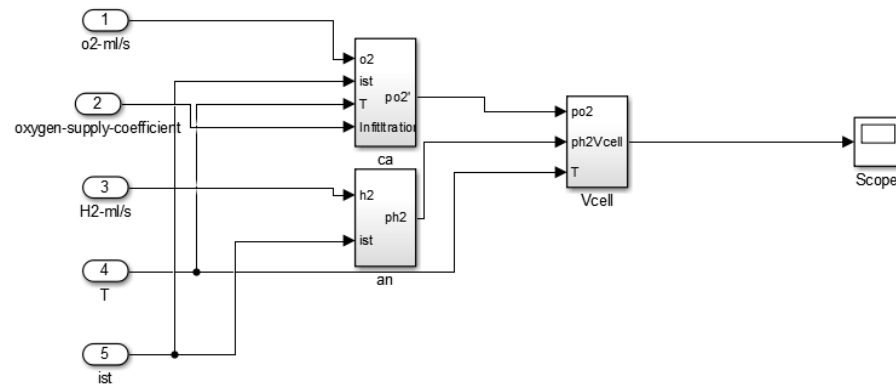 1
o2-ml/s
2
oxygen-supply-coefficient
3
H2-ml/s
4
T
5
ist
o2
ist
T
Infiltration
po2'
ca
h2
ist
ph2
an
po2
ph2Vcell
T
Vcell
Scope